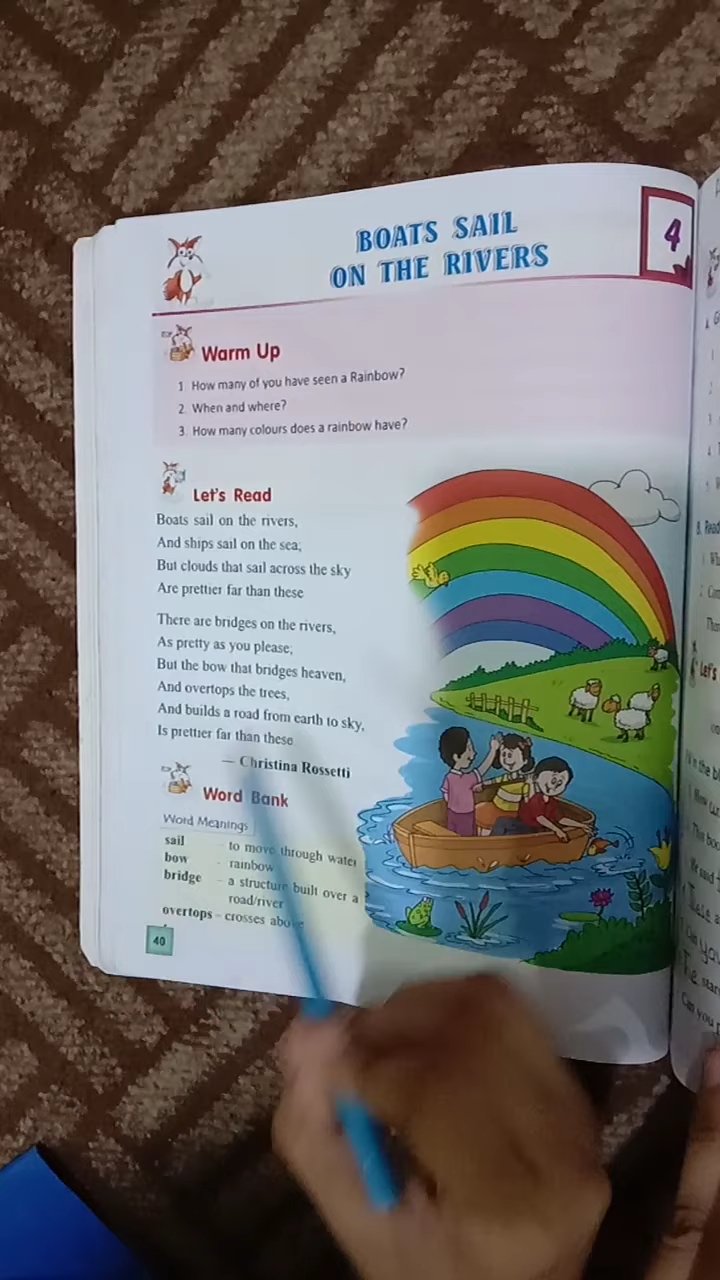 BOATS SAIL
ON THE RIVERS
4
Warm Up
1 How many of you have seen a Rainbow?
2. When and where?
3. How many colours does a rainbow have?
Let's Read
Boats sail on the rivers,
And ships sail on the sea;
But clouds that sail across the sky
Are prettier far than these
There are bridges on the rivers,
As pretty as you please;
But the bow that bridges heaven,
And overtops the trees,
And builds a road from earth to sky,
Is prettier far than these
— Christina Rossetti
Word Bank
Word Meanings
sail - to move through water
bow - rainbow
bridge - a structure built over a
road/river
overtops – crosses above
40
B. Read
Let's
Can you